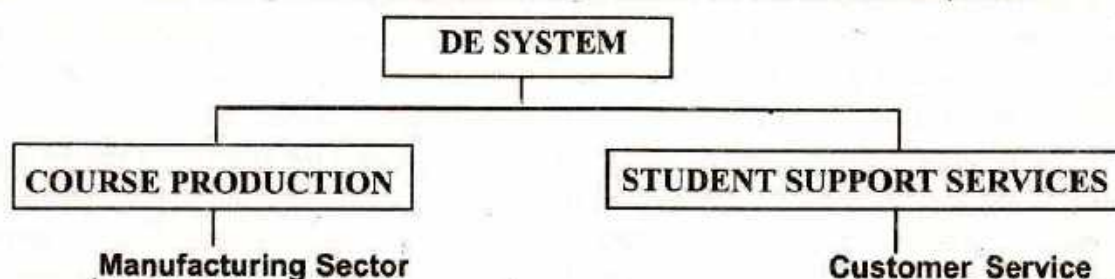 DE SYSTEM
COURSE PRODUCTION
STUDENT SUPPORT SERVICES
Manufacturing Sector
Customer Service